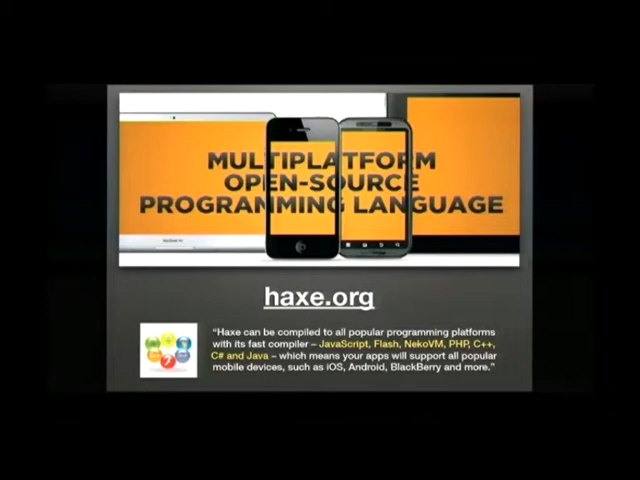 MULTIPLATFORM
OPEN-SOURCE
PROGRAMMING LANGUAGE
haxe.org
“Haxe can be compiled to all popular programming platforms
with its fast compiler – JavaScript, Flash, NekoVM, PHP, C++,
C# and Java – which means your apps will support all popular
mobile devices, such as iOS, Android, BlackBerry and more.”